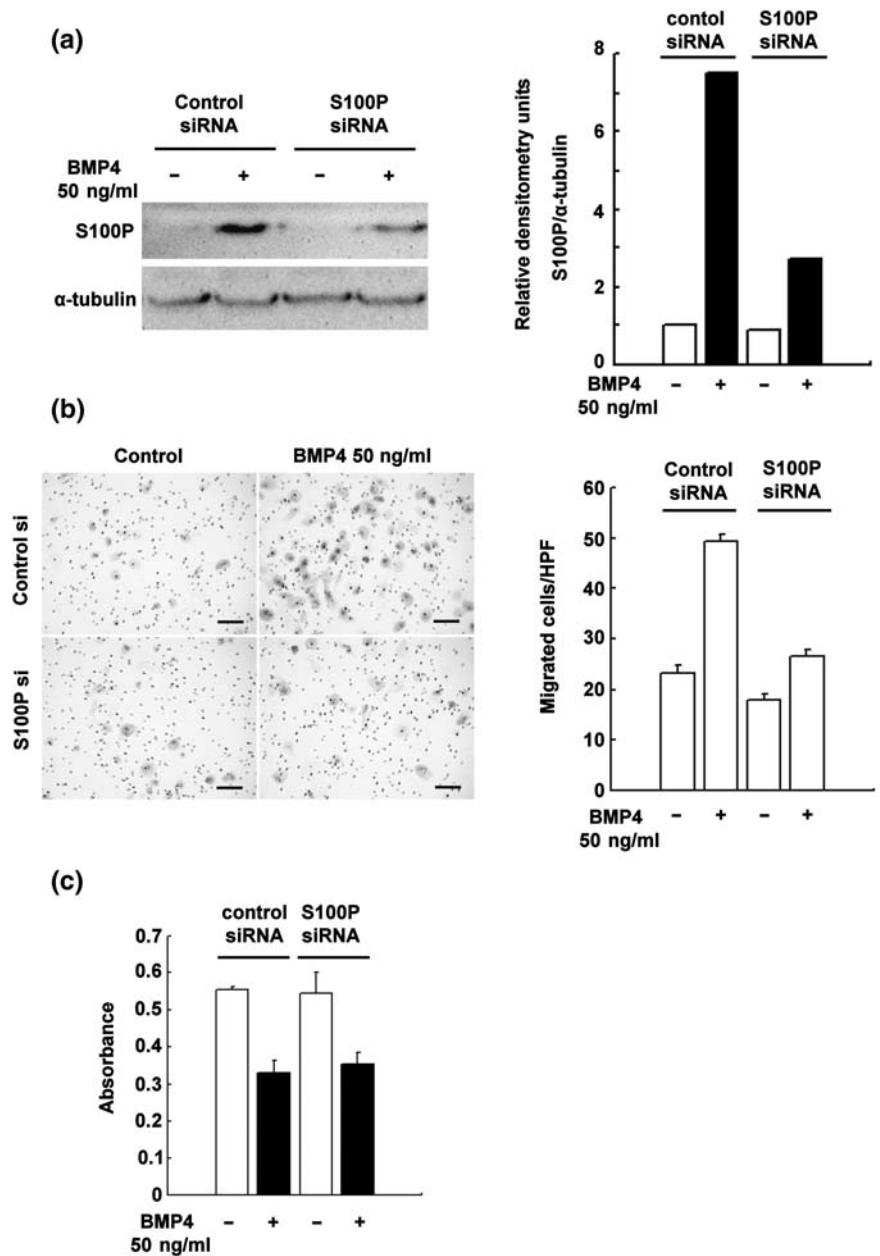 (a)
Control
siRNA
S100P
siRNA
BMP4
50 ng/ml
− + − +
S100P
α-tubulin
contol
siRNA
S100P
siRNA
Relative densitometry units
S100P/α-tubulin
8
6
4
2
0
BMP4
50 ng/ml
− + − +
(b)
Control
BMP4 50 ng/ml
Control si
S100P si
Control
siRNA
S100P
siRNA
Migrated cells/HPF
60
50
40
30
20
10
0
BMP4
50 ng/ml
− + − +
(c)
control
siRNA
S100P
siRNA
Absorbance
0.7
0.6
0.5
0.4
0.3
0.2
0.1
0
BMP4
50 ng/ml
− + − +